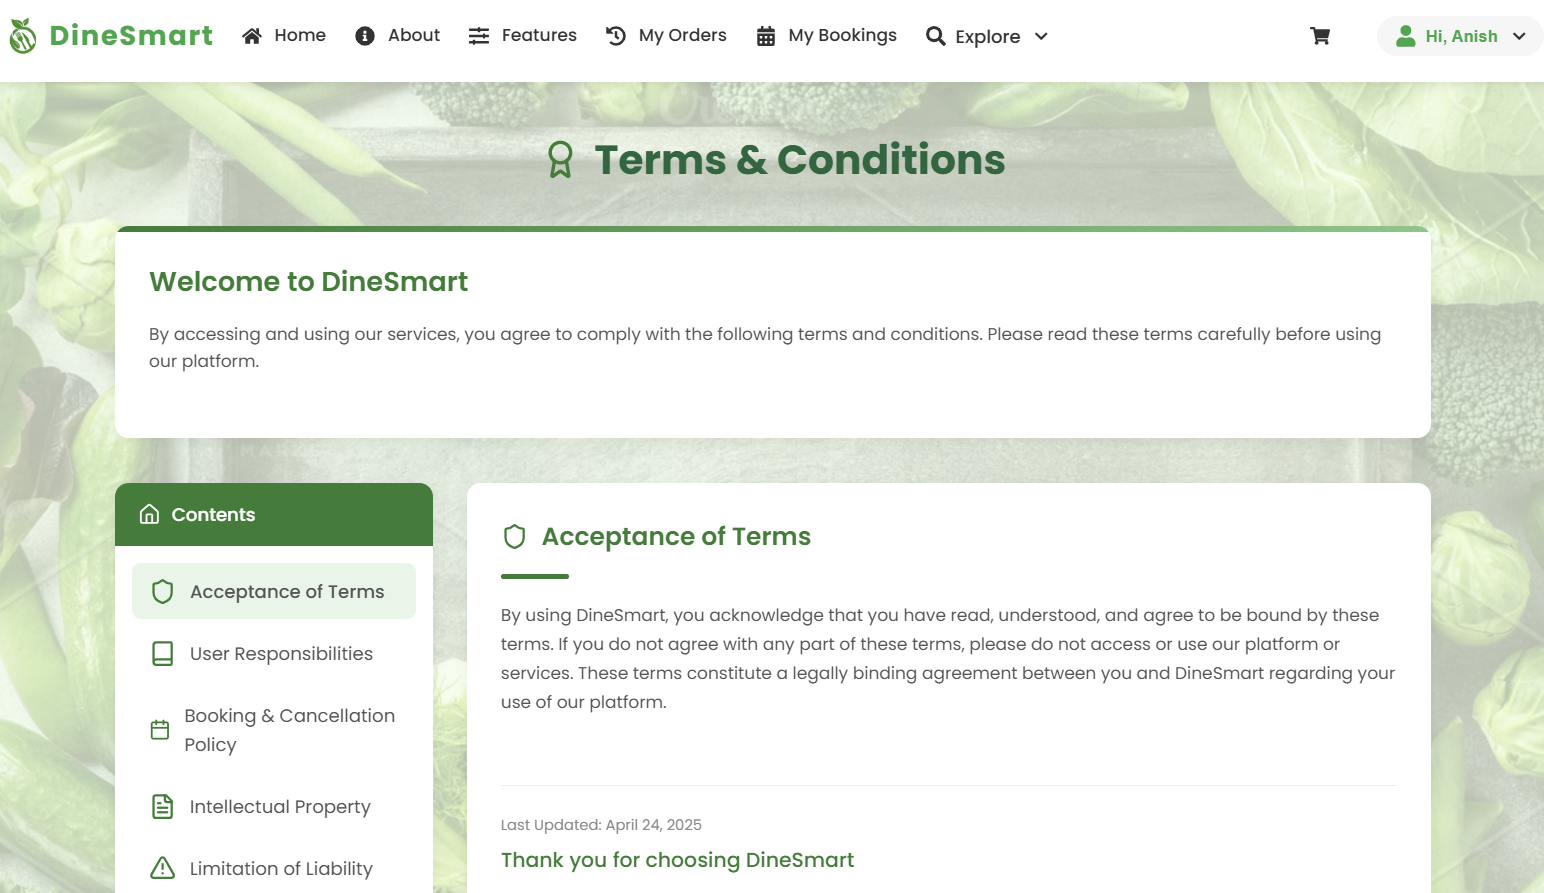 DineSmart
Home
About
Features
My Orders
My Bookings
Explore
Hi, Anish
Terms & Conditions
Welcome to DineSmart
By accessing and using our services, you agree to comply with the following terms and conditions. Please read these terms carefully before using
our platform.
Contents
Acceptance of Terms
User Responsibilities
Booking & Cancellation
Policy
Intellectual Property
Limitation of Liability
Acceptance of Terms
By using DineSmart, you acknowledge that you have read, understood, and agree to be bound by these
terms. If you do not agree with any part of these terms, please do not access or use our platform or
services. These terms constitute a legally binding agreement between you and DineSmart regarding your
use of our platform.
Last Updated: April 24, 2025
Thank you for choosing DineSmart